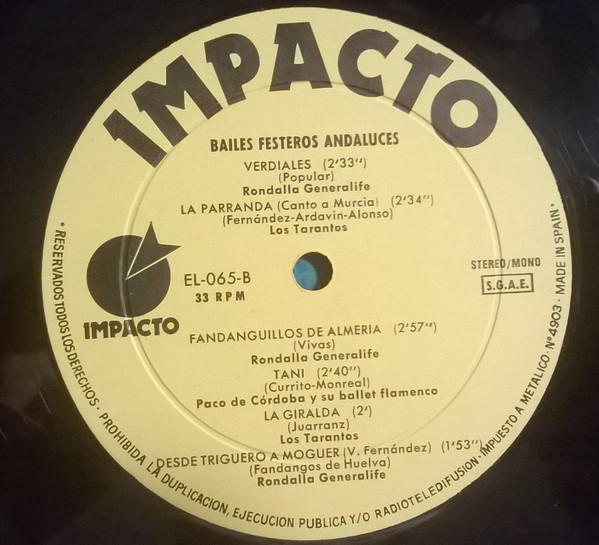 IMPACTO
BAILES FESTEROS ANDALUCES
VERDIALES (2'33")
(Popular)
Rondalla Generalife
LA PARRANDA (Canto a Murcia) (2'34")
(Fernández-Ardavín-Alonso)
Los Tarantos
EL-065-B
33 RPM
IMPACTO
STEREO/MONO
S.G.A.E.
FANDANGUILLOS DE ALMERIA (2'57")
(Vivas)
Rondalla Generalife
TANI (2'40")
(Currito-Monreal)
Paco de Córdoba y su ballet flamenco
LA GIRALDA (2')
(Juarranz)
Los Tarantos
DESDE TRIGUERO A MOGUER (V. Fernández) (1'53")
(Fandangos de Huelva)
Rondalla Generalife
• RESERVADOS TODOS LOS DERECHOS • PROHIBIDA LA DUPLICACION, EJECUCION PUBLICA Y/O RADIOTELEDIFUSION • IMPUESTO A METALICO • Nº 4903 • MADE IN SPAIN •